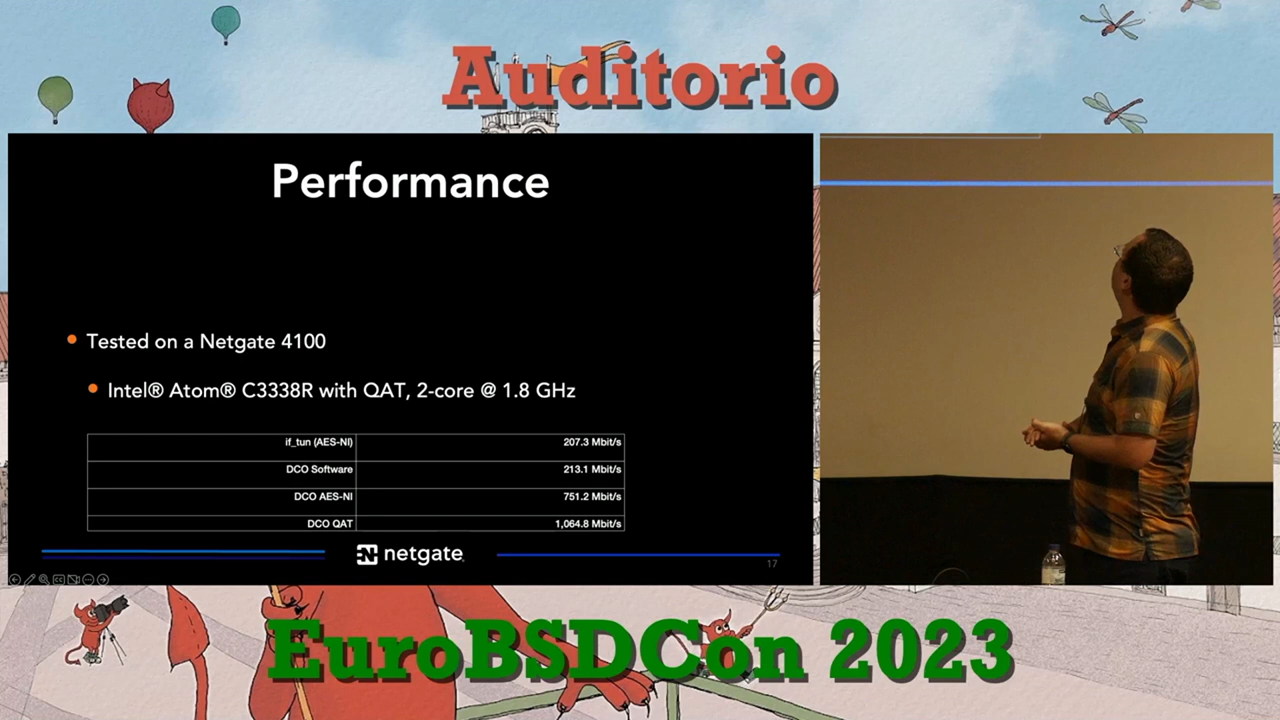 Auditorio
Performance
Tested on a Netgate 4100
Intel® Atom® C3338R with QAT, 2-core @ 1.8 GHz
if_tun (AES-NI) 207.3 Mbit/s
DCO Software 213.1 Mbit/s
DCO AES-NI 751.2 Mbit/s
DCO QAT 1,064.8 Mbit/s
N netgate
17
EuroBSDCon 2023